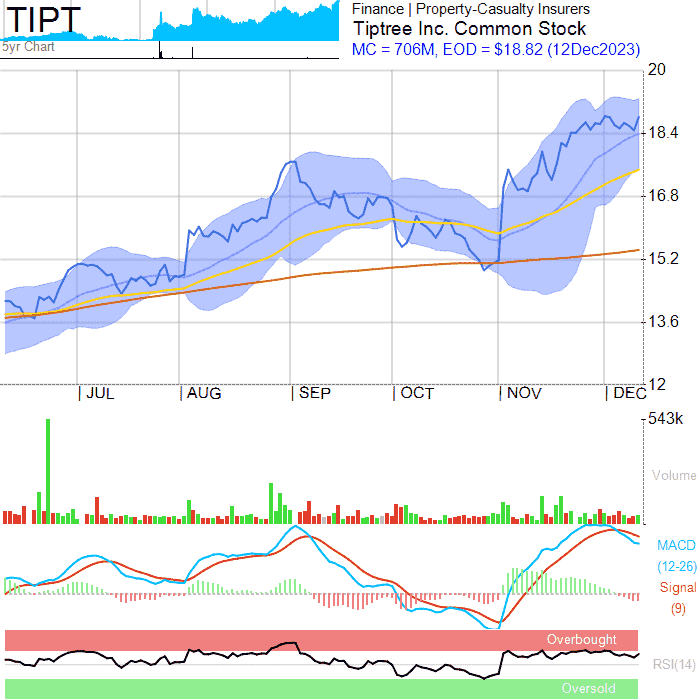 TIPT
5yr Chart
Finance | Property-Casualty Insurers
Tiptree Inc. Common Stock
MC = 706M, EOD = $18.82 (12Dec2023)
20
18.4
16.8
15.2
13.6
12
| JUL | AUG | SEP | OCT | NOV | DEC
543k
Volume
MACD
(12-26)
Signal
(9)
Overbought
RSI(14)
Oversold